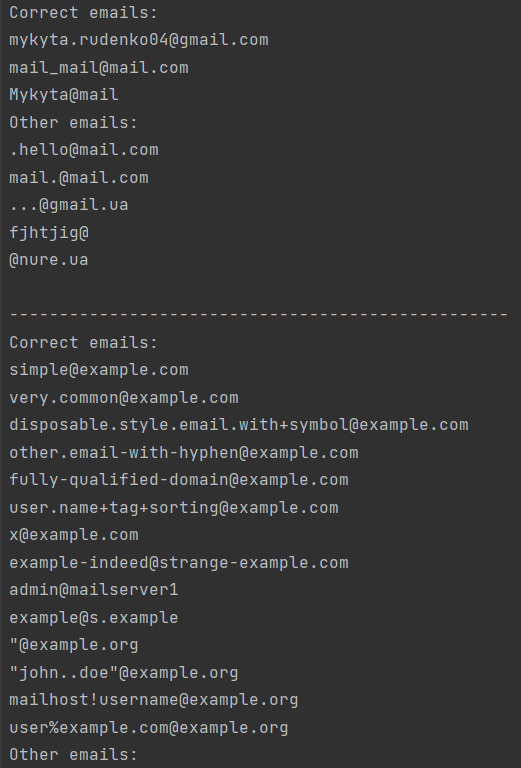 Correct emails:
mykyta.rudenko04@gmail.com
mail_mail@mail.com
Mykyta@mail
Other emails:
.hello@mail.com
mail.@mail.com
...@gmail.ua
fjhtjig@
@nure.ua
--------------------------------------------------
Correct emails:
simple@example.com
very.common@example.com
disposable.style.email.with+symbol@example.com
other.email-with-hyphen@example.com
fully-qualified-domain@example.com
user.name+tag+sorting@example.com
x@example.com
example-indeed@strange-example.com
admin@mailserver1
example@s.example
"@example.org
"john..doe"@example.org
mailhost!username@example.org
user%example.com@example.org
Other emails: